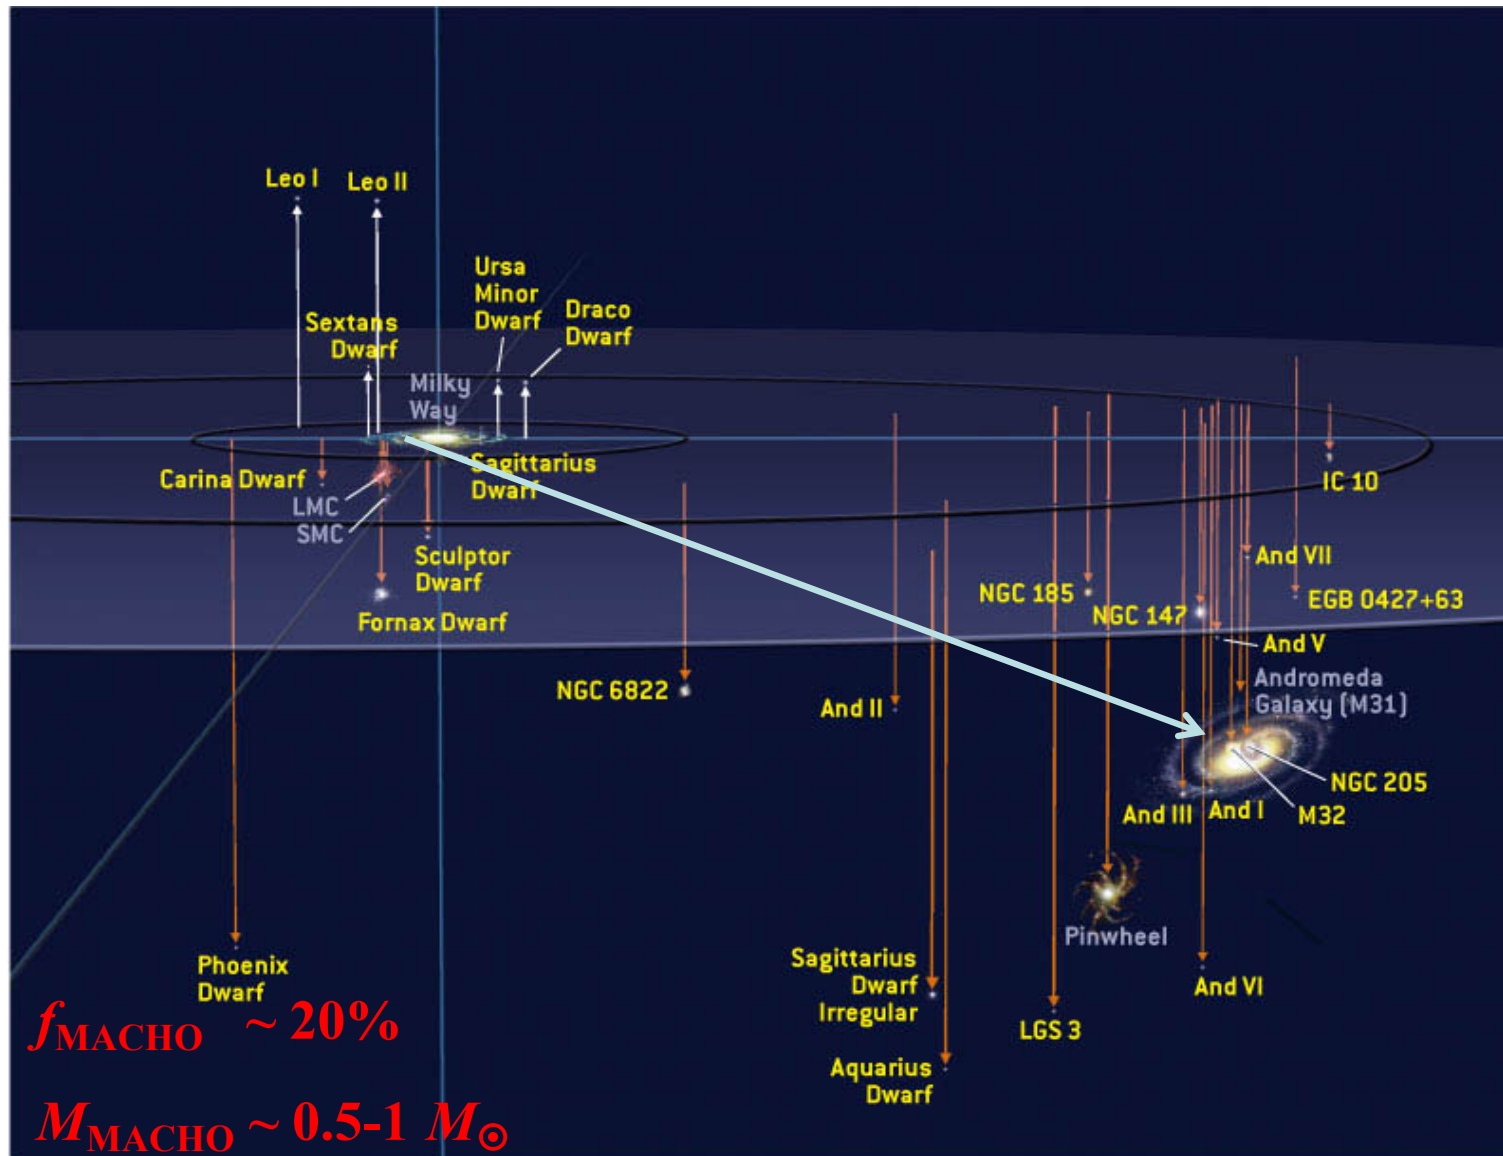 Leo I
Leo II
Ursa
Minor
Dwarf
Draco
Dwarf
Sextans
Dwarf
Milky
Way
Carina Dwarf
Sagittarius
Dwarf
LMC
SMC
IC 10
Sculptor
Dwarf
Fornax Dwarf
And VII
NGC 185
NGC 147
EGB 0427+63
And V
NGC 6822
And II
Andromeda
Galaxy (M31)
NGC 205
And III
And I
M32
Pinwheel
Phoenix
Dwarf
Sagittarius
Dwarf
Irregular
And VI
LGS 3
Aquarius
Dwarf
f MACHO ~ 20%
M MACHO ~ 0.5-1 M☉